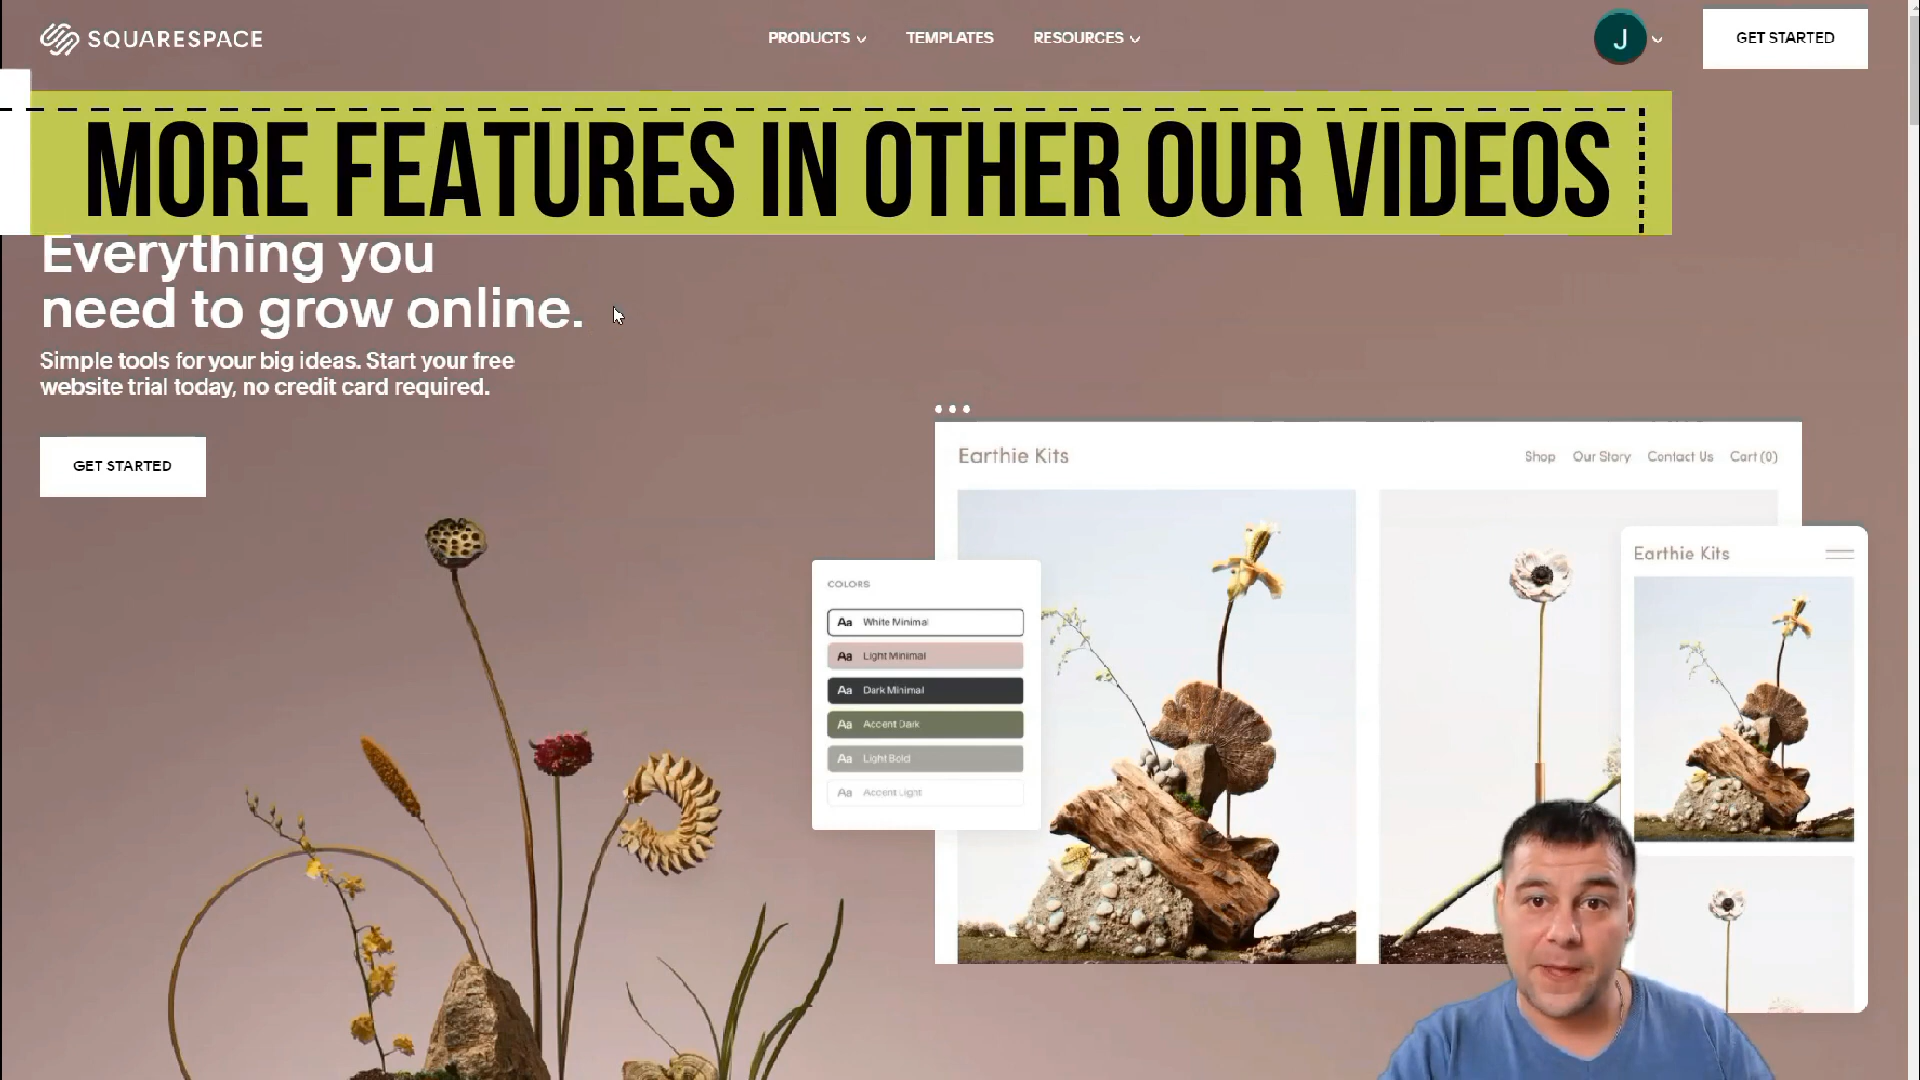 SQUARESPACE
PRODUCTS
TEMPLATES
RESOURCES
J
GET STARTED
MORE FEATURES IN OTHER OUR VIDEOS
Everything you
need to grow online.
Simple tools for your big ideas. Start your free
website trial today, no credit card required.
GET STARTED
Earthie Kits
Shop Our Story Contact Us Cart (0)
COLORS
Aa White Minimal
Aa Light Minimal
Aa Dark Minimal
Aa Accent Dark
Aa Light Bold
Aa Accent Light
Earthie Kits